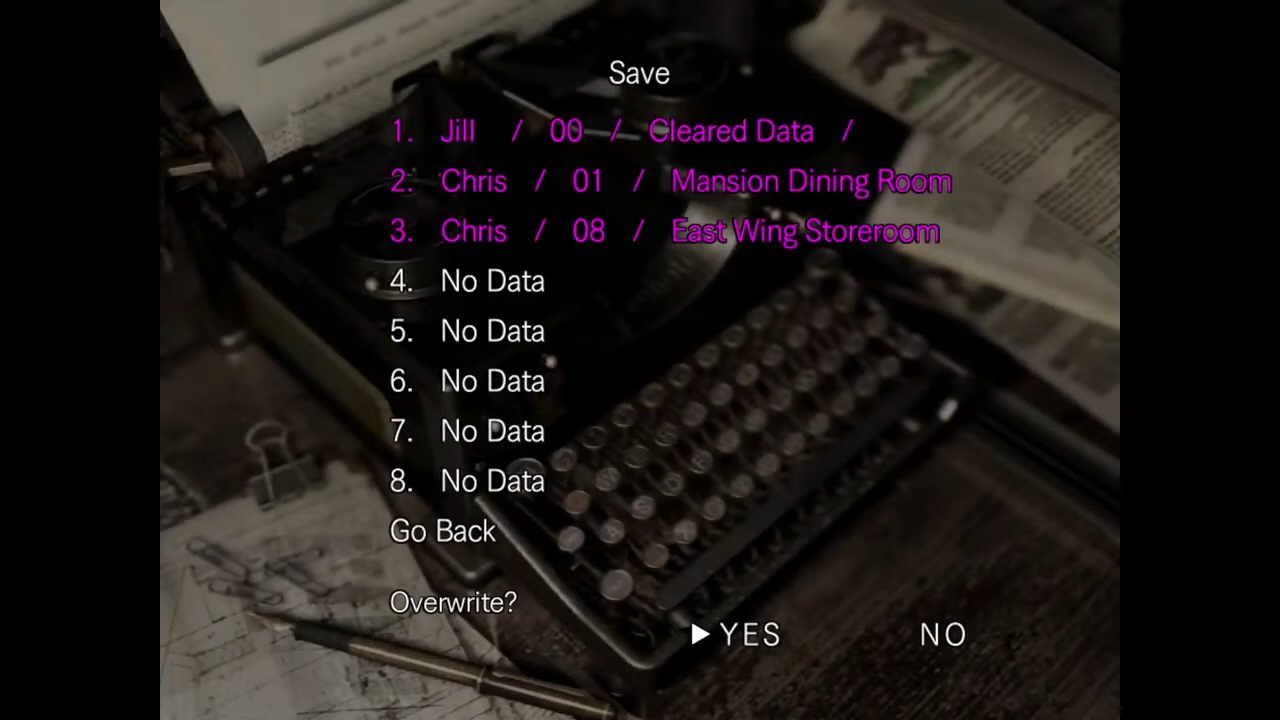 Save
1. Jill / 00 / Cleared Data /
2. Chris / 01 / Mansion Dining Room
3. Chris / 08 / East Wing Storeroom
4. No Data
5. No Data
6. No Data
7. No Data
8. No Data
Go Back
Overwrite?
▶YES NO